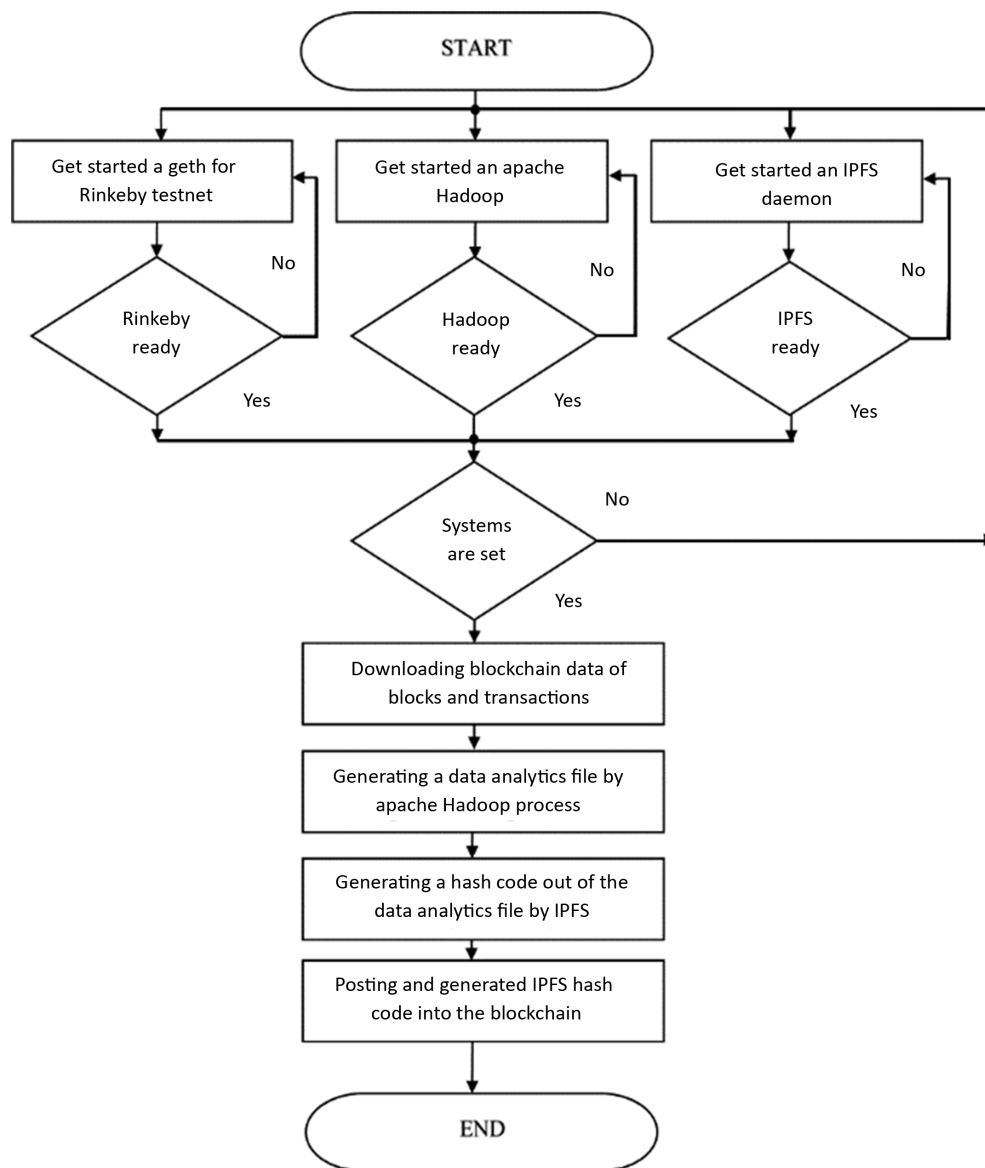 START
Get started a geth for
Rinkeby testnet
Get started an apache
Hadoop
Get started an IPFS
daemon
No
No
No
Rinkeby
ready
Hadoop
ready
IPFS
ready
Yes
Yes
Yes
No
Systems
are set
Yes
Downloading blockchain data of
blocks and transactions
Generating a data analytics file by
apache Hadoop process
Generating a hash code out of the
data analytics file by IPFS
Posting and generated IPFS hash
code into the blockchain
END